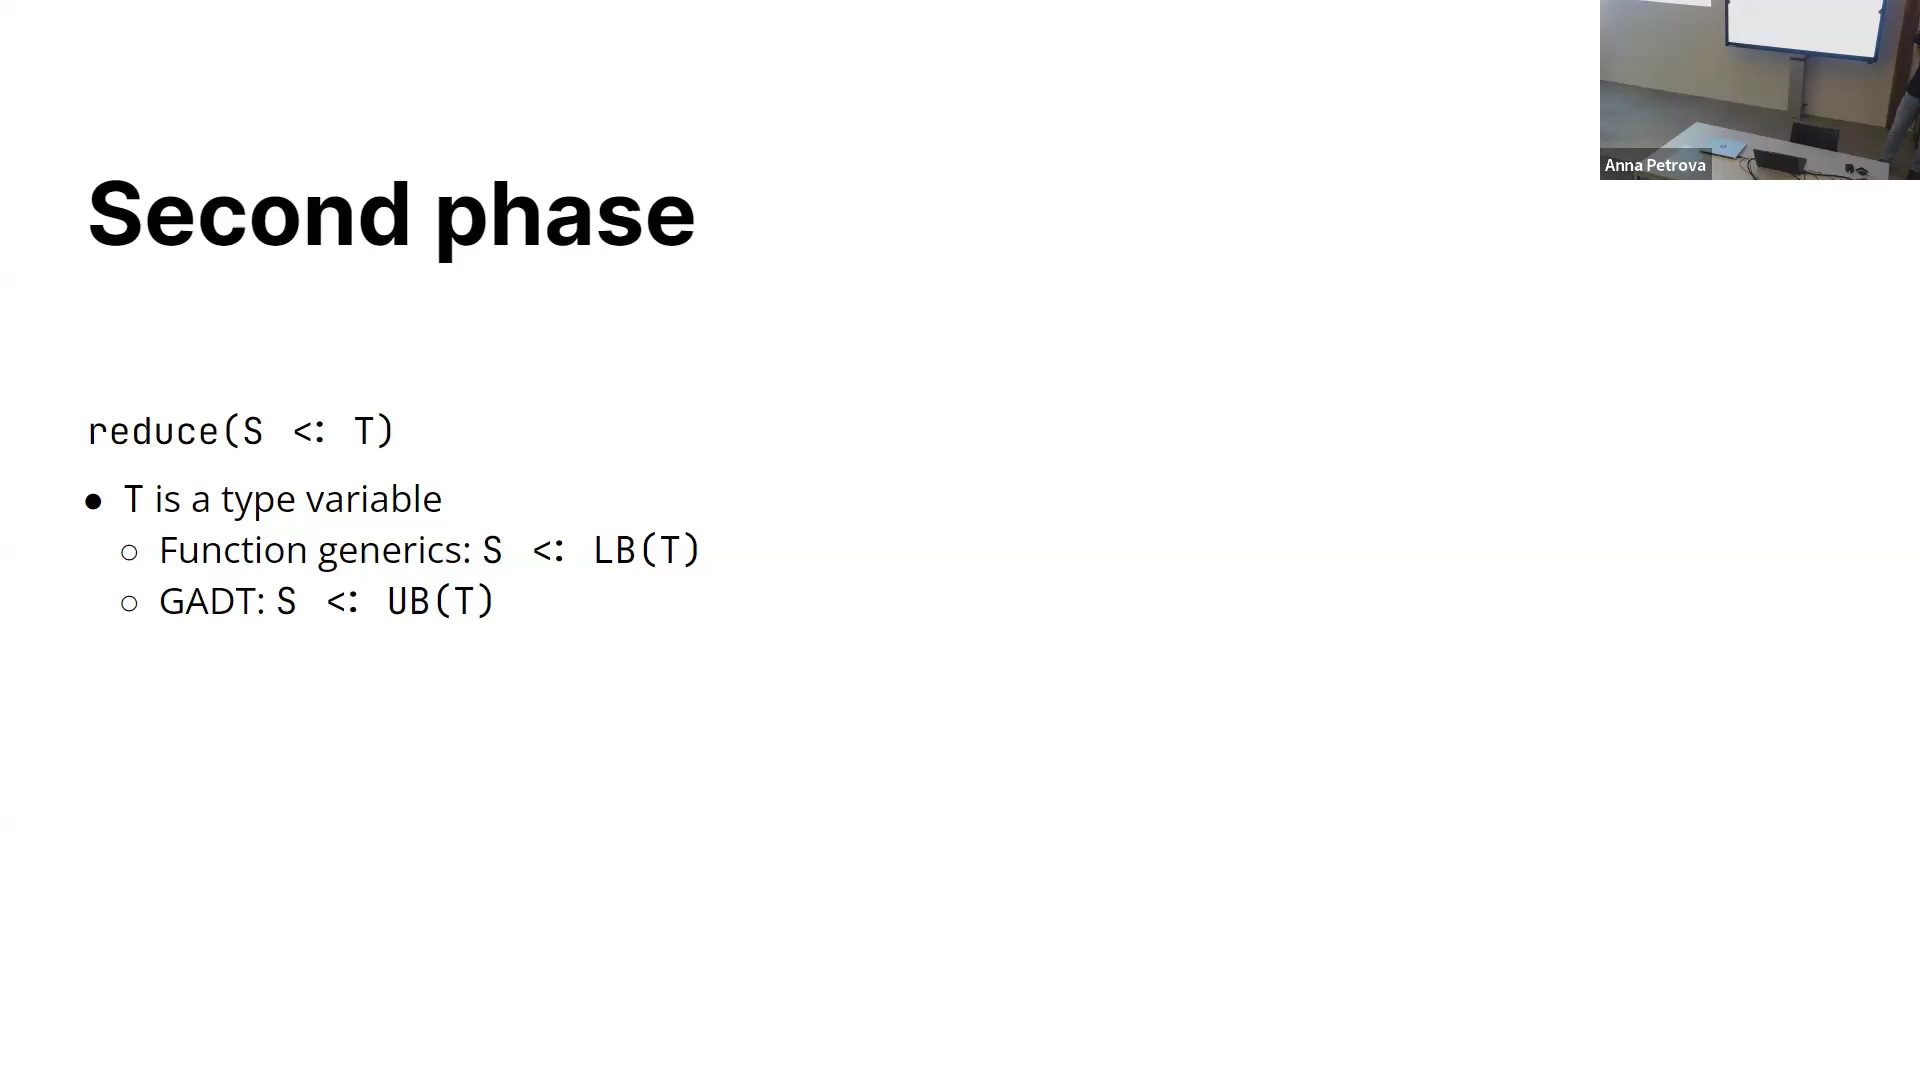 Second phase
reduce(S <: T)
● T is a type variable
○ Function generics: S <: LB(T)
○ GADT: S <: UB(T)
Anna Petrova